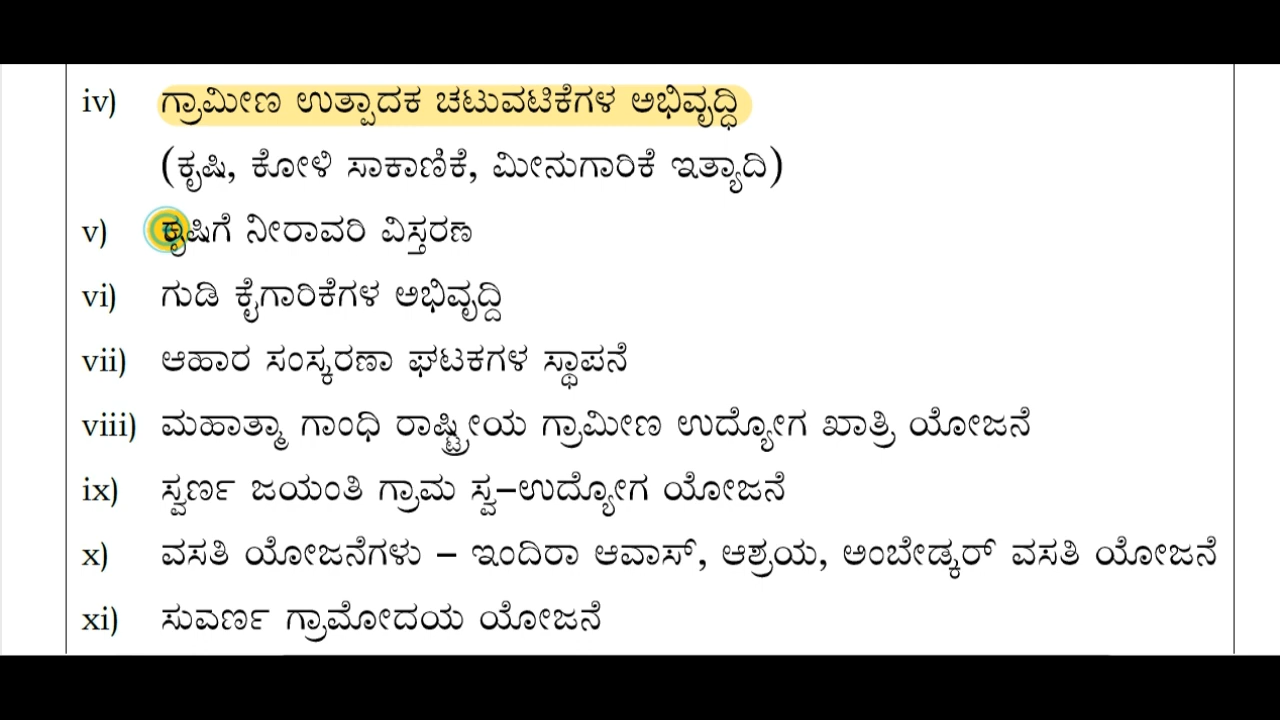 iv) ಗ್ರಾಮೀಣ ಉತ್ಪಾದಕ ಚಟುವಟಿಕೆಗಳ ಅಭಿವೃದ್ಧಿ
(ಕೃಷಿ, ಕೋಳಿ ಸಾಕಾಣಿಕೆ, ಮೀನುಗಾರಿಕೆ ಇತ್ಯಾದಿ)
v) ಕೃಷಿಗೆ ನೀರಾವರಿ ವಿಸ್ತರಣ
vi) ಗುಡಿ ಕೈಗಾರಿಕೆಗಳ ಅಭಿವೃದ್ದಿ
vii) ಆಹಾರ ಸಂಸ್ಕರಣಾ ಘಟಕಗಳ ಸ್ಥಾಪನೆ
viii) ಮಹಾತ್ಮಾ ಗಾಂಧಿ ರಾಷ್ಟ್ರೀಯ ಗ್ರಾಮೀಣ ಉದ್ಯೋಗ ಖಾತ್ರಿ ಯೋಜನೆ
ix) ಸ್ವರ್ಣ ಜಯಂತಿ ಗ್ರಾಮ ಸ್ವ–ಉದ್ಯೋಗ ಯೋಜನೆ
x) ವಸತಿ ಯೋಜನೆಗಳು – ಇಂದಿರಾ ಆವಾಸ್, ಆಶ್ರಯ, ಅಂಬೇಡ್ಕರ್ ವಸತಿ ಯೋಜನೆ
xi) ಸುವರ್ಣ ಗ್ರಾಮೋದಯ ಯೋಜನೆ